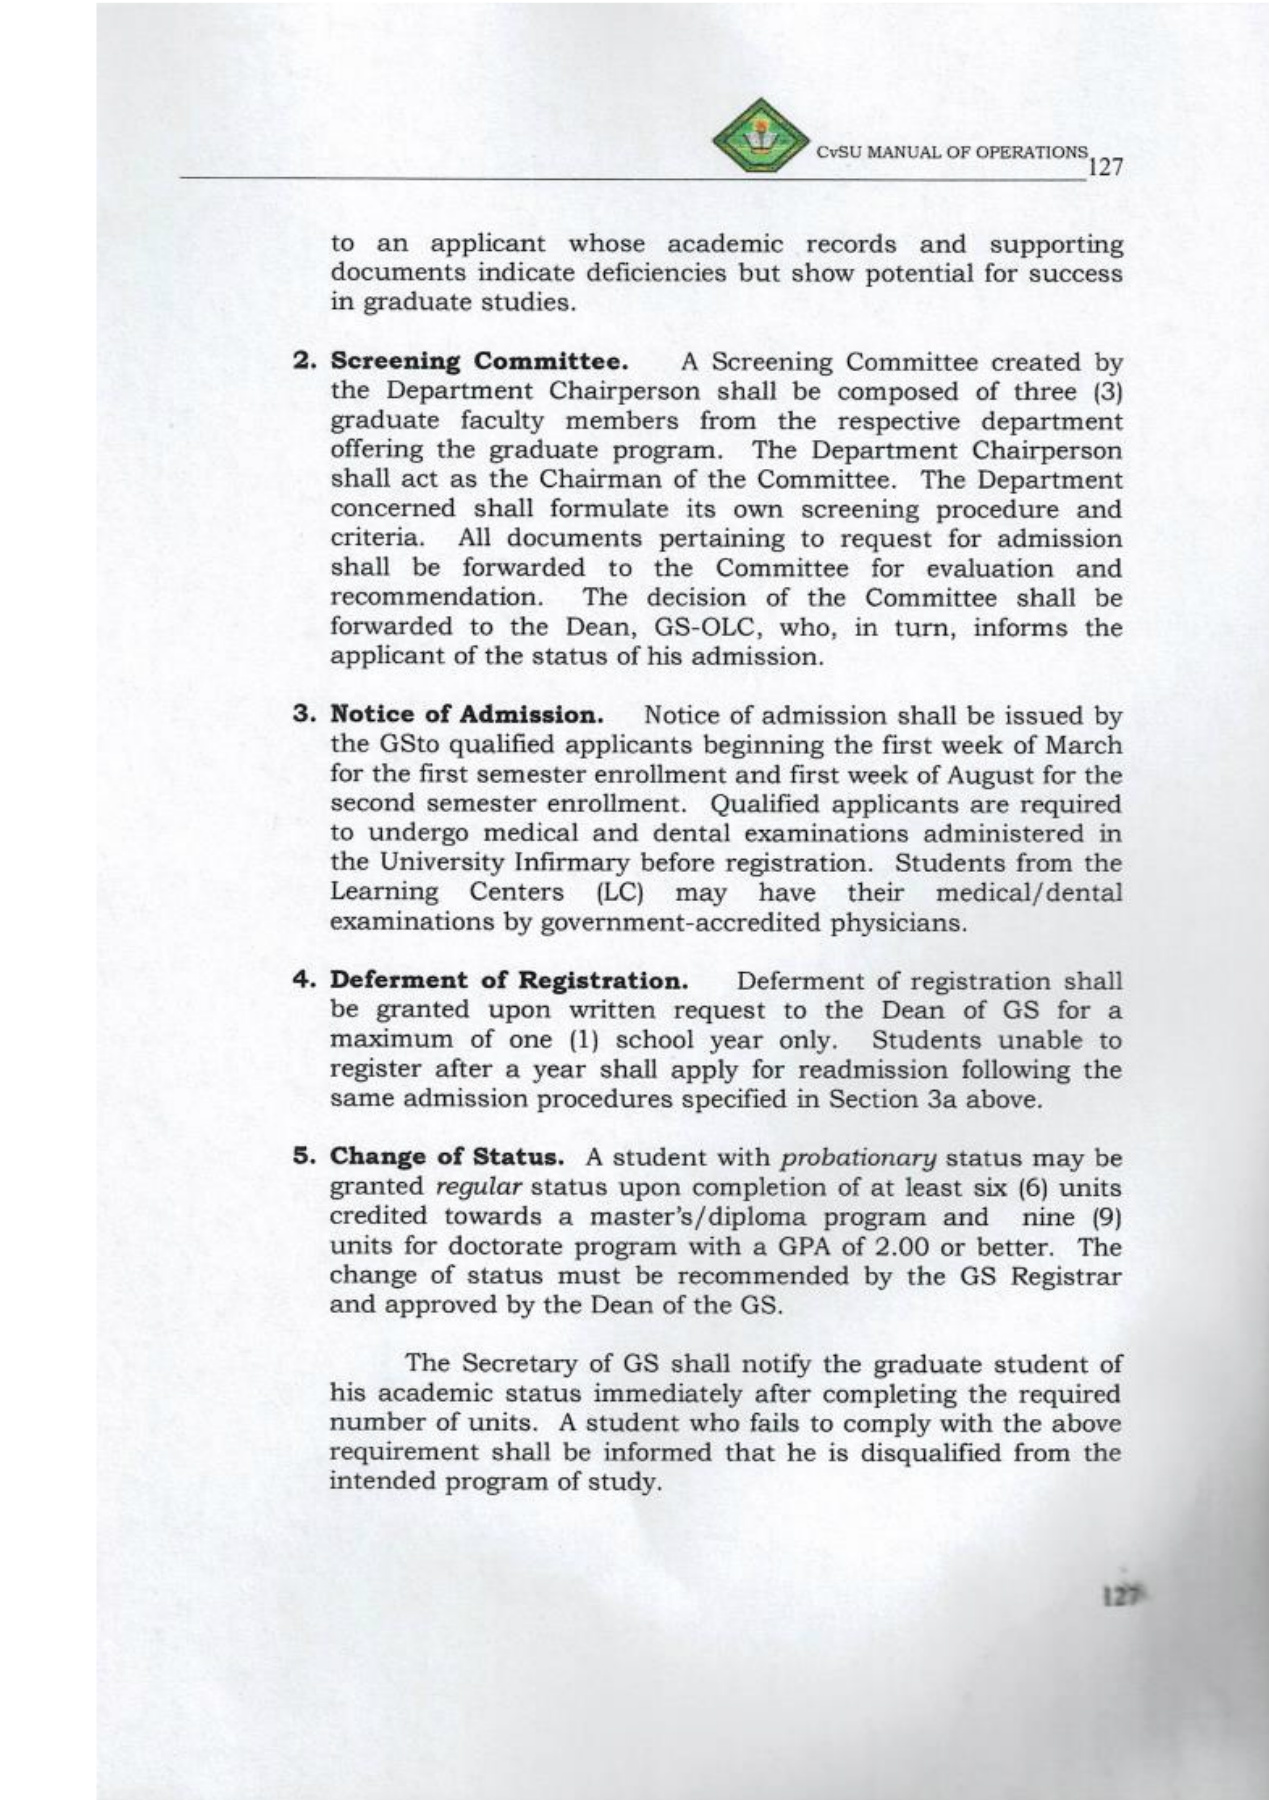 CvSU MANUAL OF OPERATIONS 127
to an applicant whose academic records and supporting
documents indicate deficiencies but show potential for success
in graduate studies.
2. Screening Committee. A Screening Committee created by
the Department Chairperson shall be composed of three (3)
graduate faculty members from the respective department
offering the graduate program. The Department Chairperson
shall act as the Chairman of the Committee. The Department
concerned shall formulate its own screening procedure and
criteria. All documents pertaining to request for admission
shall be forwarded to the Committee for evaluation and
recommendation. The decision of the Committee shall be
forwarded to the Dean, GS-OLC, who, in turn, informs the
applicant of the status of his admission.
3. Notice of Admission. Notice of admission shall be issued by
the GSto qualified applicants beginning the first week of March
for the first semester enrollment and first week of August for the
second semester enrollment. Qualified applicants are required
to undergo medical and dental examinations administered in
the University Infirmary before registration. Students from the
Learning Centers (LC) may have their medical/dental
examinations by government-accredited physicians.
4. Deferment of Registration. Deferment of registration shall
be granted upon written request to the Dean of GS for a
maximum of one (1) school year only. Students unable to
register after a year shall apply for readmission following the
same admission procedures specified in Section 3a above.
5. Change of Status. A student with probationary status may be
granted regular status upon completion of at least six (6) units
credited towards a master's/diploma program and nine (9)
units for doctorate program with a GPA of 2.00 or better. The
change of status must be recommended by the GS Registrar
and approved by the Dean of the GS.
The Secretary of GS shall notify the graduate student of
his academic status immediately after completing the required
number of units. A student who fails to comply with the above
requirement shall be informed that he is disqualified from the
intended program of study.
127